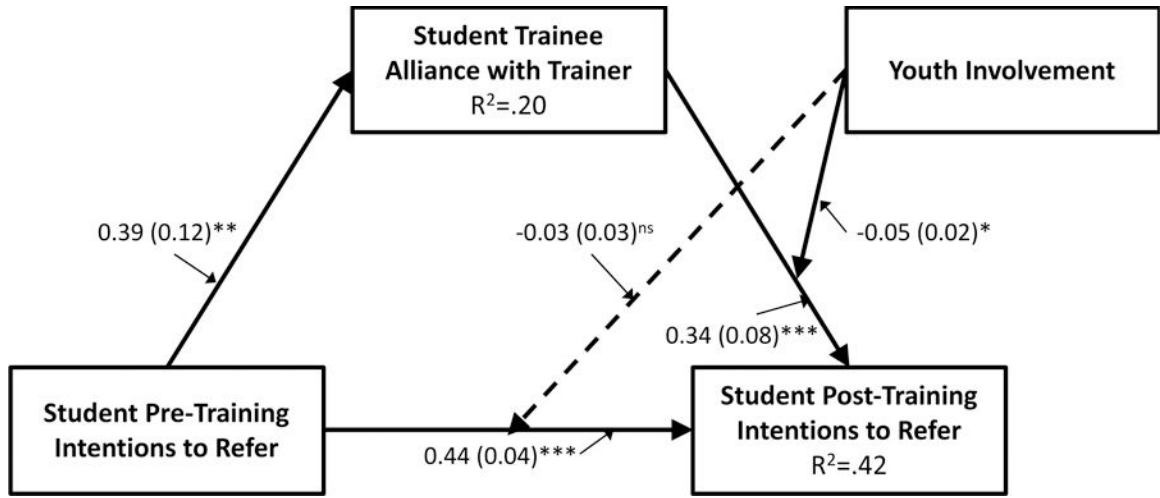 Student Trainee
Alliance with Trainer
R²=.20
Youth Involvement
0.39 (0.12)**
-0.03 (0.03)ⁿˢ
-0.05 (0.02)*
0.34 (0.08)***
Student Pre-Training
Intentions to Refer
0.44 (0.04)***
Student Post-Training
Intentions to Refer
R²=.42